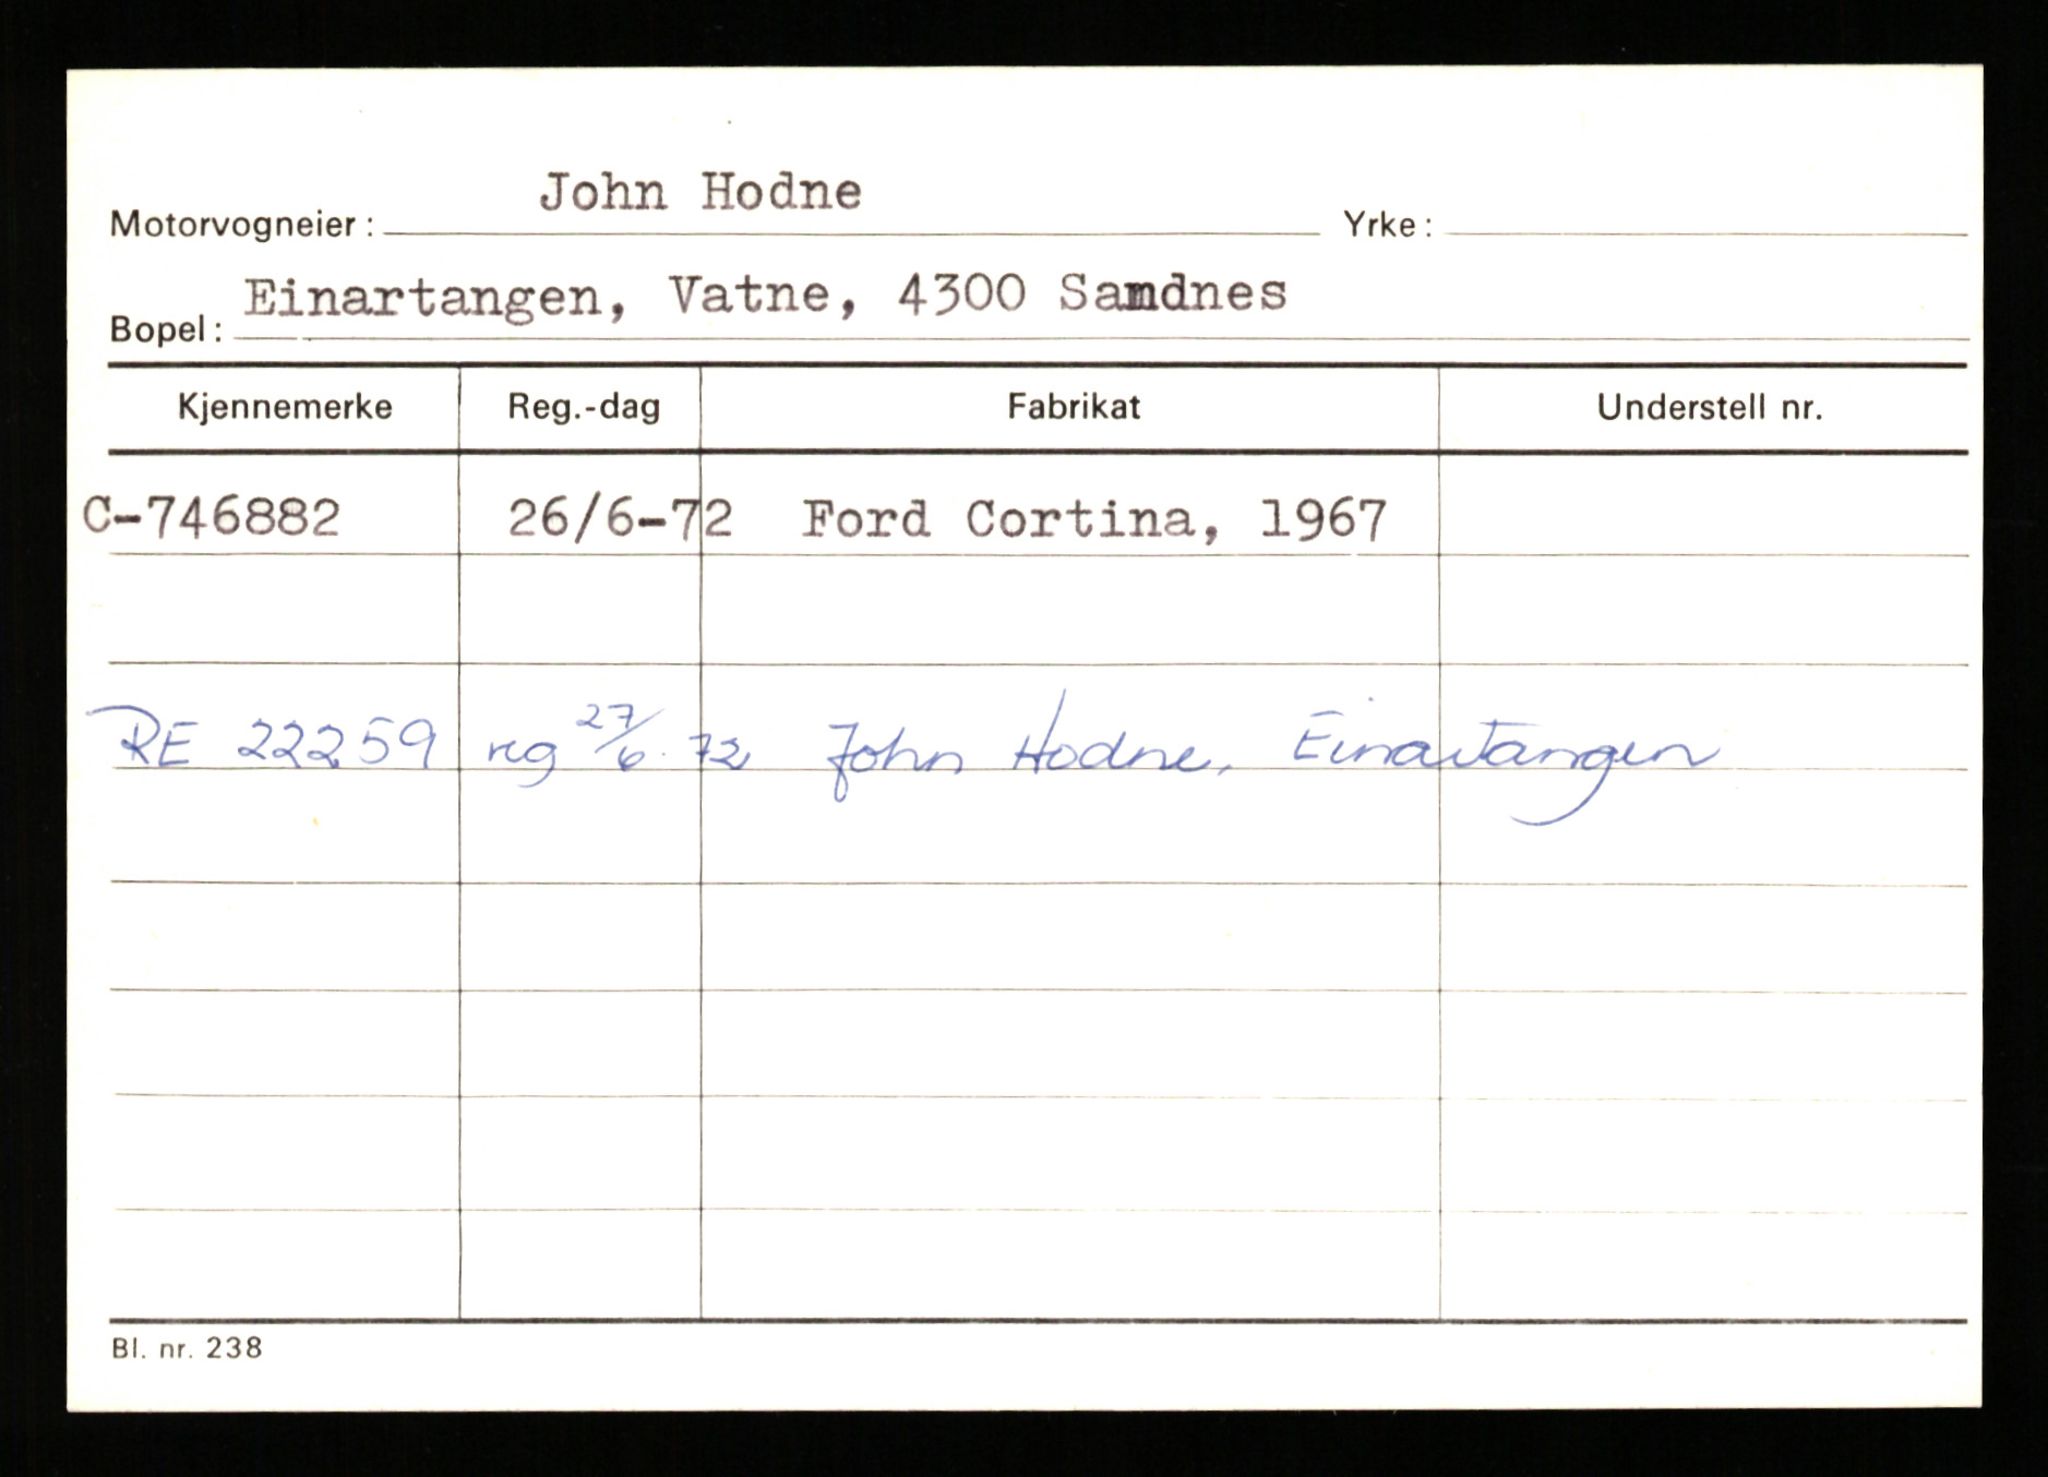 Motorvogneier: John Hodne Yrke:
Bopel: Einartangen, Vatne, 4300 Sandnes
Kjennemerke Reg.-dag Fabrikat Understell nr.
C-746882 26/6-72 Ford Cortina, 1967
RE 22259 reg 27/6.72 John Hodne, Einartangen
Bl. nr. 238